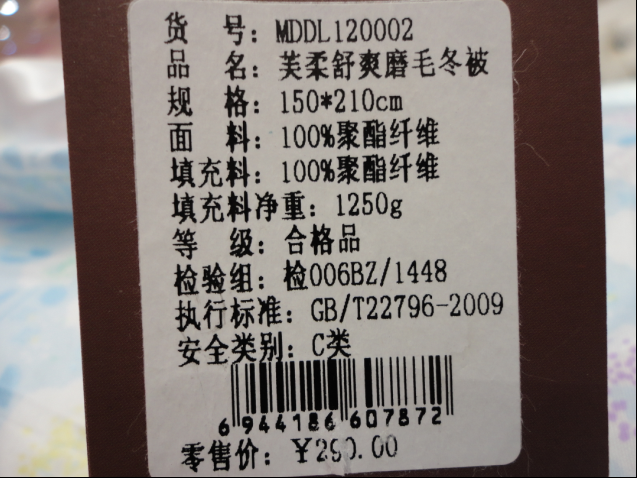 货 号：MDDL120002
品 名：芙柔舒爽磨毛冬被
规 格：150*210cm
面 料：100%聚酯纤维
填充料：100%聚酯纤维
填充料净重：1250g
等 级：合格品
检验组：检006BZ/1448
执行标准：GB/T22796-2009
安全类别：C类
6 944186 607872
零售价：￥290.00